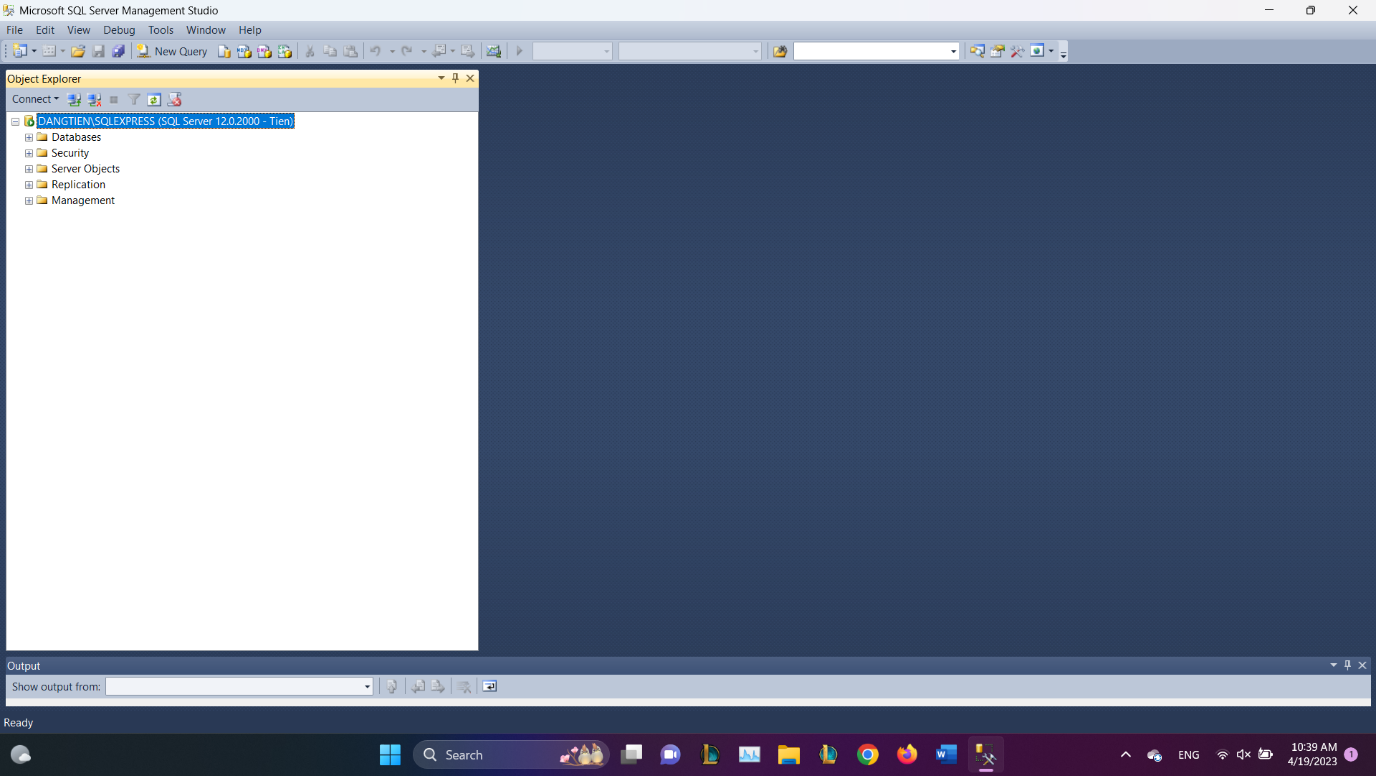 Microsoft SQL Server Management Studio
File Edit View Debug Tools Window Help
New Query
Object Explorer
Connect
DANGTIEN\SQLEXPRESS (SQL Server 12.0.2000 - Tien)
Databases
Security
Server Objects
Replication
Management
Output
Show output from:
Ready
Search
ENG
10:39 AM
4/19/2023
1